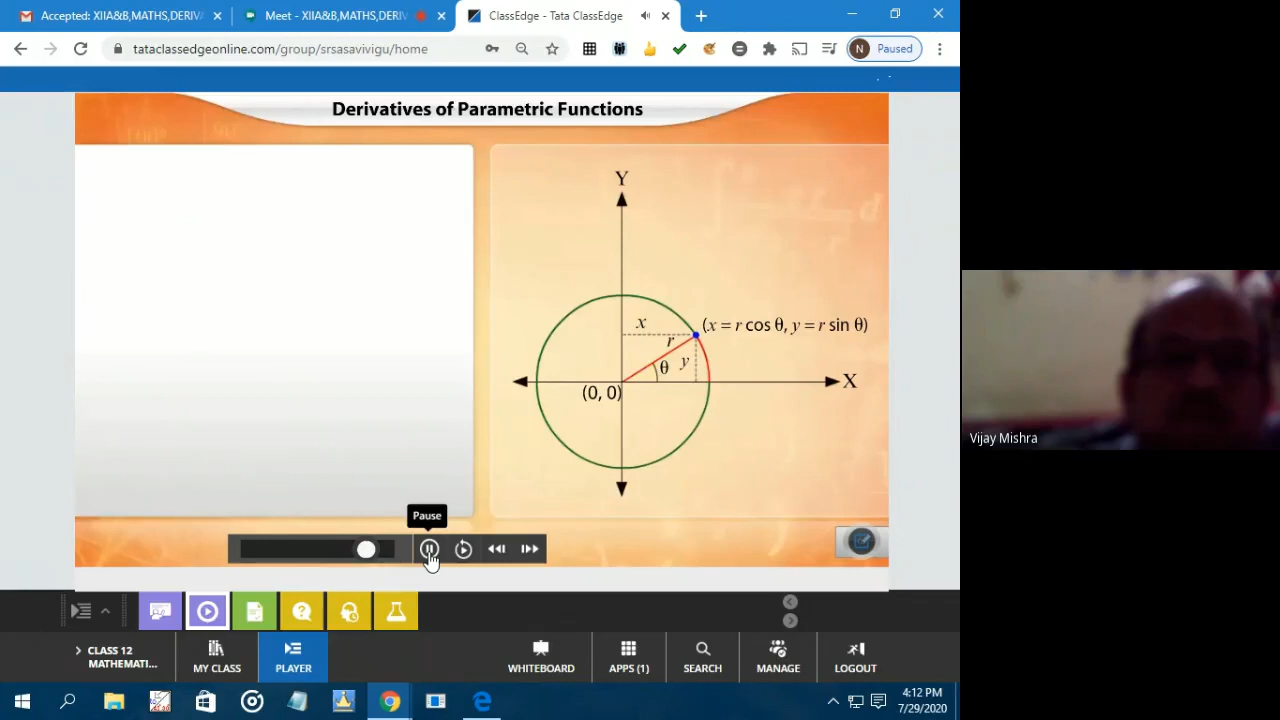 Accepted: XIIA&B,MATHS,DERIVA
Meet - XIIA&B,MATHS,DERIV
ClassEdge - Tata ClassEdge
tataclassedgeonline.com/group/srsasavivigu/home
N Paused
Derivatives of Parametric Functions
Y
x
(x = r cos θ, y = r sin θ)
r
y
θ
X
(0, 0)
Vijay Mishra
Pause
CLASS 12
MATHEMATI...
MY CLASS
PLAYER
WHITEBOARD
APPS (1)
SEARCH
MANAGE
LOGOUT
4:12 PM
7/29/2020